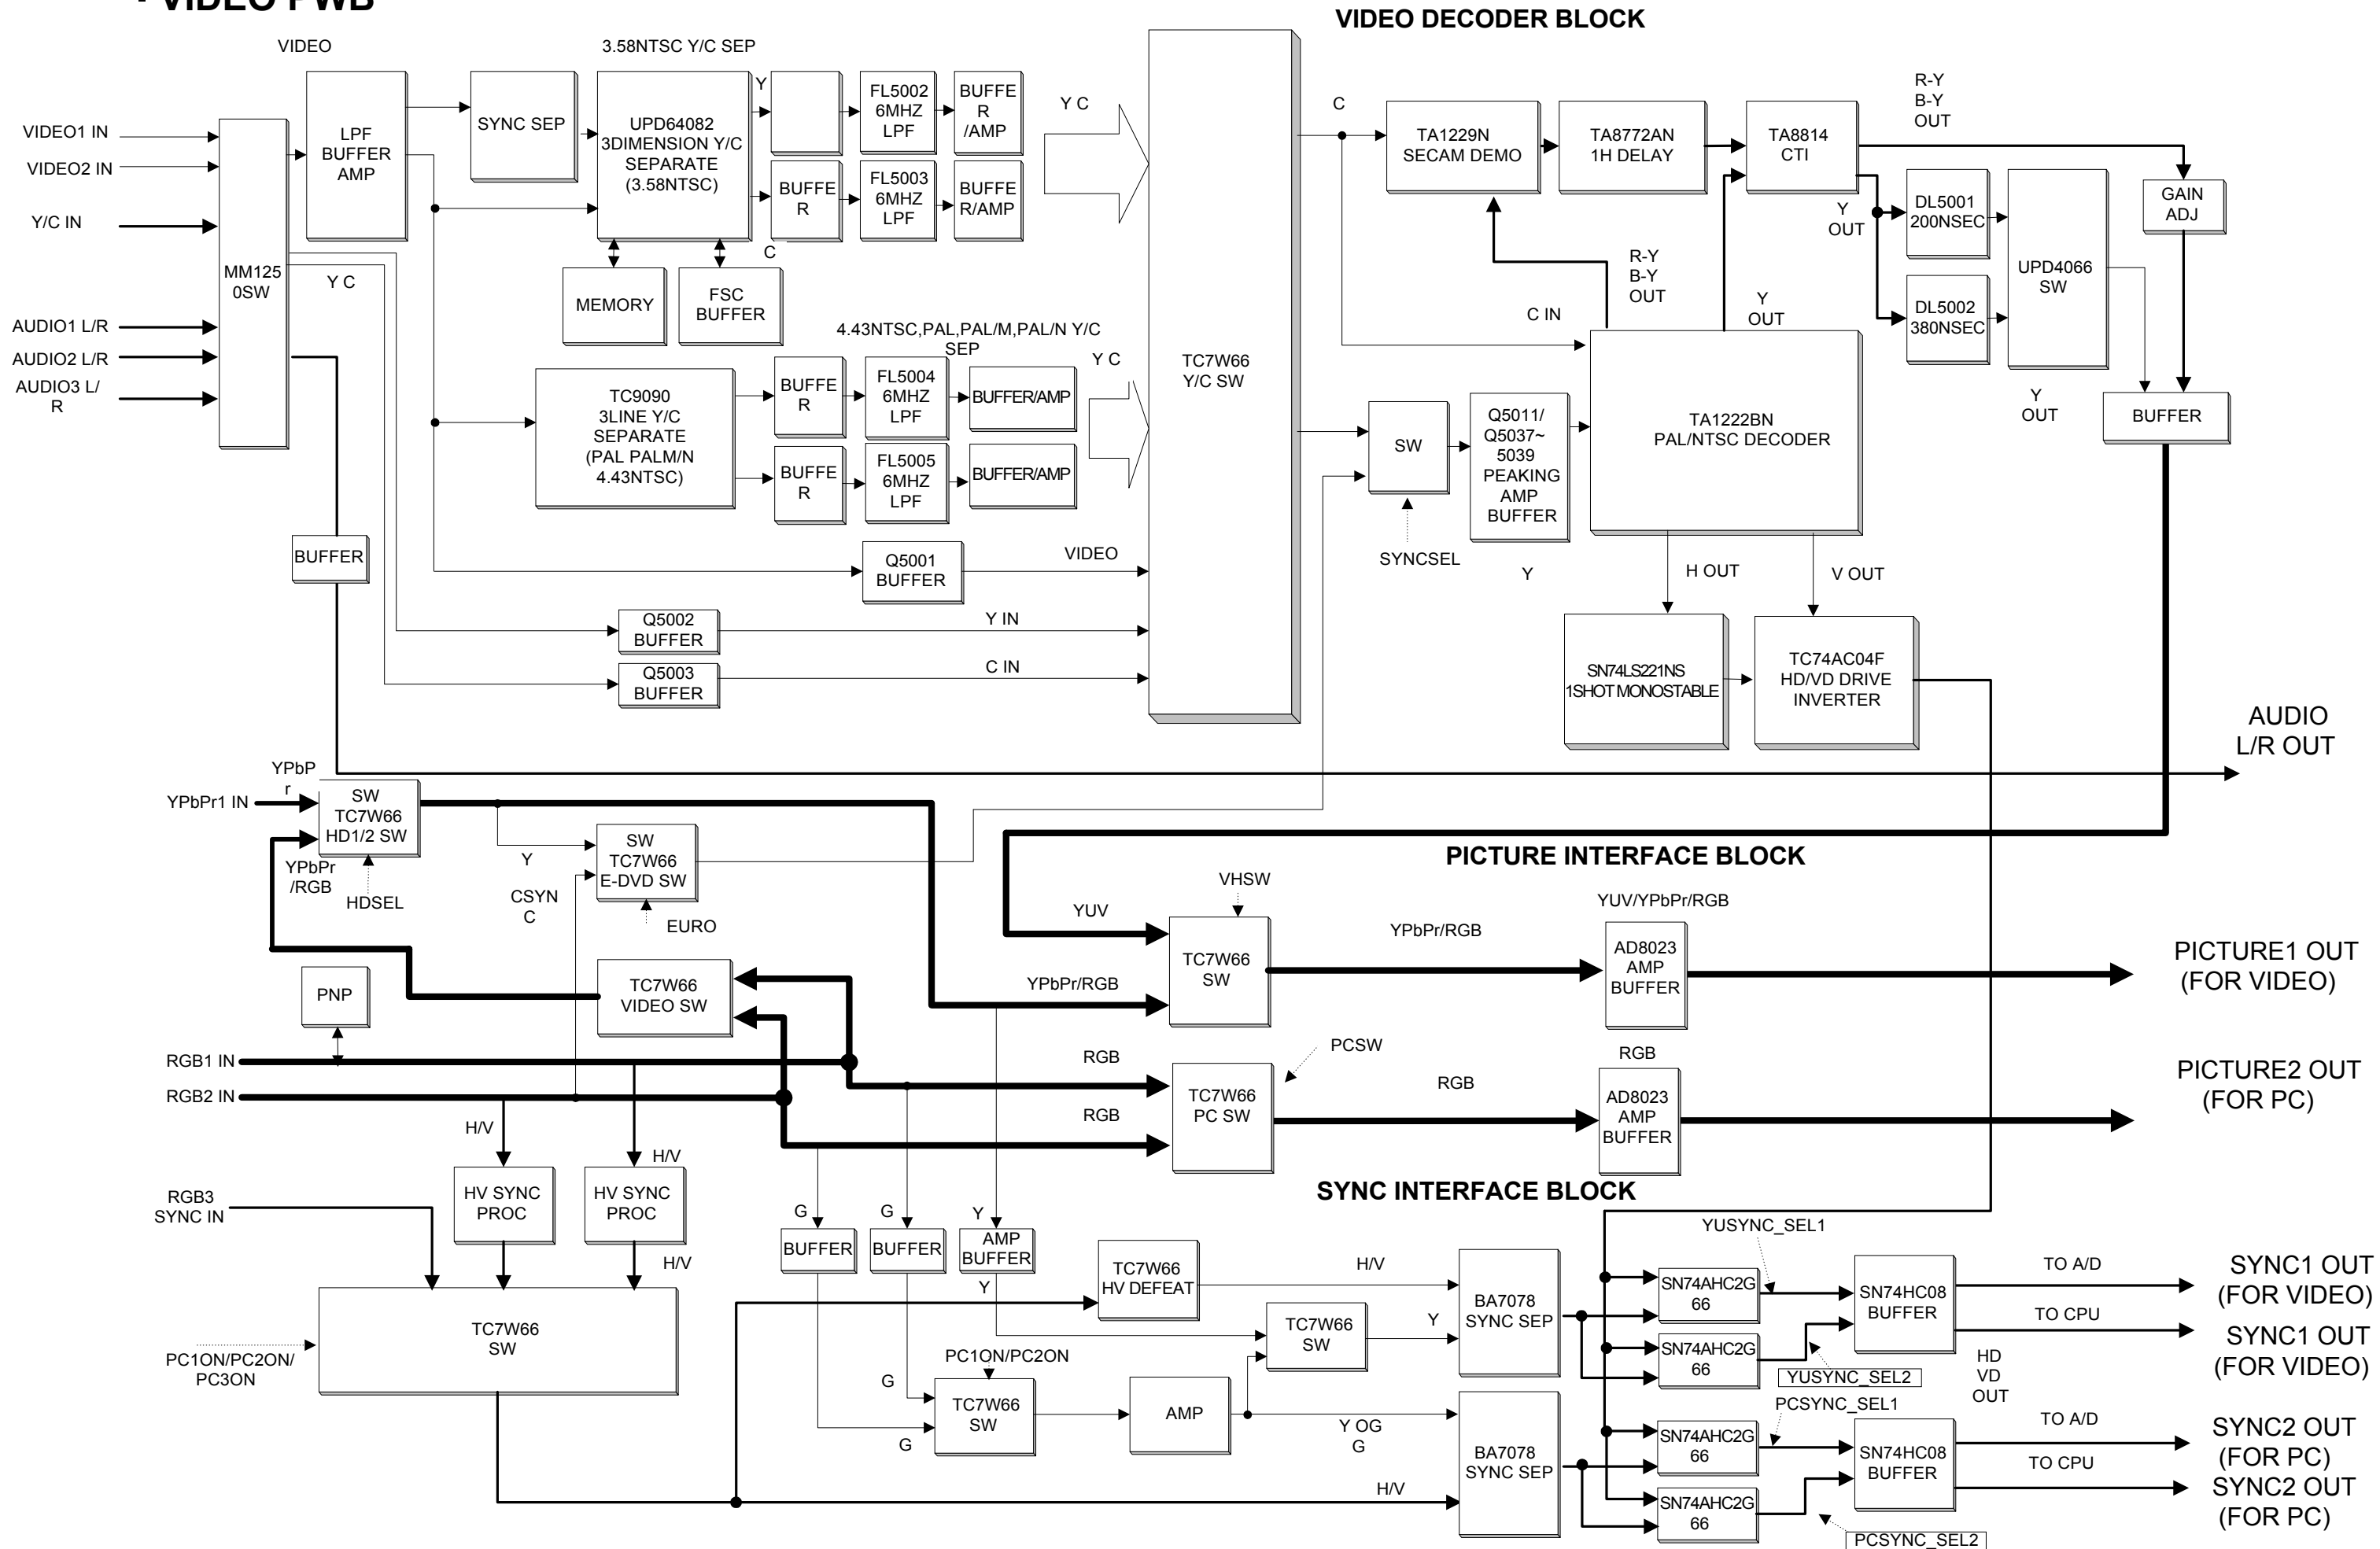 VIDEO PWB
VIDEO DECODER BLOCK
VIDEO
3.58NTSC Y/C SEP
VIDEO1 IN
VIDEO2 IN
Y/C IN
AUDIO1 L/R
AUDIO2 L/R
AUDIO3 L/
R
MM125
0SW
LPF
BUFFER
AMP
SYNC SEP
UPD64082
3DIMENSION Y/C
SEPARATE
(3.58NTSC)
Y
C
FL5002
6MHZ
LPF
BUFFE
R
/AMP
BUFFE
R
FL5003
6MHZ
LPF
BUFFE
R/AMP
MEMORY
FSC
BUFFER
Y C
Y C
4.43NTSC,PAL,PAL/M,PAL/N Y/C
SEP
TC9090
3LINE Y/C
SEPARATE
(PAL PALM/N
4.43NTSC)
BUFFE
R
FL5004
6MHZ
LPF
BUFFER/AMP
BUFFE
R
FL5005
6MHZ
LPF
BUFFER/AMP
Y C
BUFFER
Q5001
BUFFER
VIDEO
Q5002
BUFFER
Y IN
Q5003
BUFFER
C IN
TC7W66
Y/C SW
C
TA1229N
SECAM DEMO
TA8772AN
1H DELAY
TA8814
CTI
R-Y
B-Y
OUT
GAIN
ADJ
Y
OUT
DL5001
200NSEC
DL5002
380NSEC
UPD4066
SW
R-Y
B-Y
OUT
Y
OUT
C IN
Y
OUT
BUFFER
SW
SYNCSEL
Q5011/
Q5037~
5039
PEAKING
AMP
BUFFER
Y
TA1222BN
PAL/NTSC DECODER
H OUT
V OUT
SN74LS221NS
1SHOT MONOSTABLE
TC74AC04F
HD/VD DRIVE
INVERTER
AUDIO
L/R OUT
YPbP
r
YPbPr1 IN
SW
TC7W66
HD1/2 SW
YPbPr
/RGB
HDSEL
Y
CSYN
C
SW
TC7W66
E-DVD SW
EURO
PICTURE INTERFACE BLOCK
VHSW
YUV
YPbPr/RGB
TC7W66
SW
YPbPr/RGB
YUV/YPbPr/RGB
AD8023
AMP
BUFFER
PICTURE1 OUT
(FOR VIDEO)
PNP
TC7W66
VIDEO SW
RGB1 IN
RGB2 IN
RGB
RGB
PCSW
TC7W66
PC SW
RGB
RGB
AD8023
AMP
BUFFER
PICTURE2 OUT
(FOR PC)
H/V
H/V
HV SYNC
PROC
HV SYNC
PROC
H/V
RGB3
SYNC IN
TC7W66
SW
PC1ON/PC2ON/
PC3ON
SYNC INTERFACE BLOCK
G
G
Y
BUFFER
BUFFER
AMP
BUFFER
Y
TC7W66
HV DEFEAT
H/V
TC7W66
SW
Y
BA7078
SYNC SEP
PC1ON/PC2ON
G
G
TC7W66
SW
AMP
Y OG
G
H/V
BA7078
SYNC SEP
YUSYNC_SEL1
SN74AHC2G
66
SN74AHC2G
66
YUSYNC_SEL2
SN74HC08
BUFFER
TO A/D
TO CPU
SYNC1 OUT
(FOR VIDEO)
SYNC1 OUT
(FOR VIDEO)
HD
VD
OUT
PCSYNC_SEL1
SN74AHC2G
66
SN74AHC2G
66
PCSYNC_SEL2
SN74HC08
BUFFER
TO A/D
TO CPU
SYNC2 OUT
(FOR PC)
SYNC2 OUT
(FOR PC)